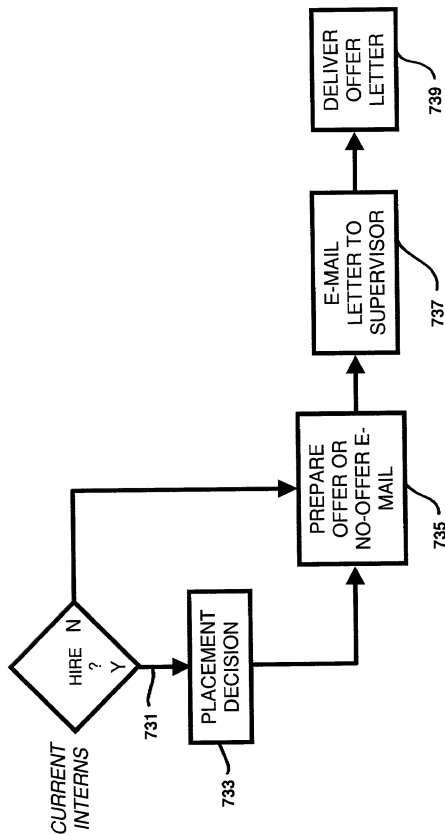 CURRENT
INTERNS
HIRE
?
N
Y
731
PLACEMENT
DECISION
733
PREPARE
OFFER OR
NO-OFFER E-
MAIL
735
E-MAIL
LETTER TO
SUPERVISOR
737
DELIVER
OFFER
LETTER
739